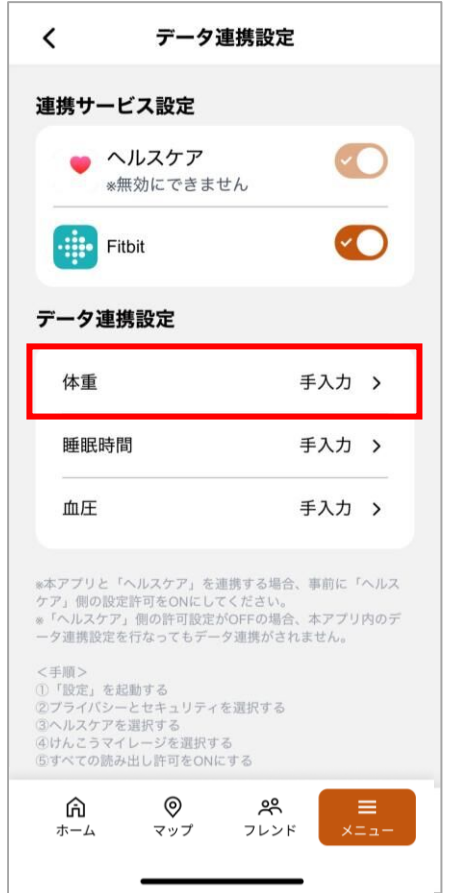 データ連携設定
連携サービス設定
ヘルスケア
※無効にできません
Fitbit
データ連携設定
体重 手入力
睡眠時間 手入力
血圧 手入力
※本アプリと「ヘルスケア」を連携する場合、事前に「ヘルス
ケア」側の設定許可をONにしてください。
※「ヘルスケア」側の許可設定がOFFの場合、本アプリ内のデ
ータ連携設定を行なってもデータ連携がされません。
<手順>
①「設定」を起動する
②プライバシーとセキュリティを選択する
③ヘルスケアを選択する
④けんこうマイレージを選択する
⑤すべての読み出し許可をONにする
ホーム マップ フレンド メニュー